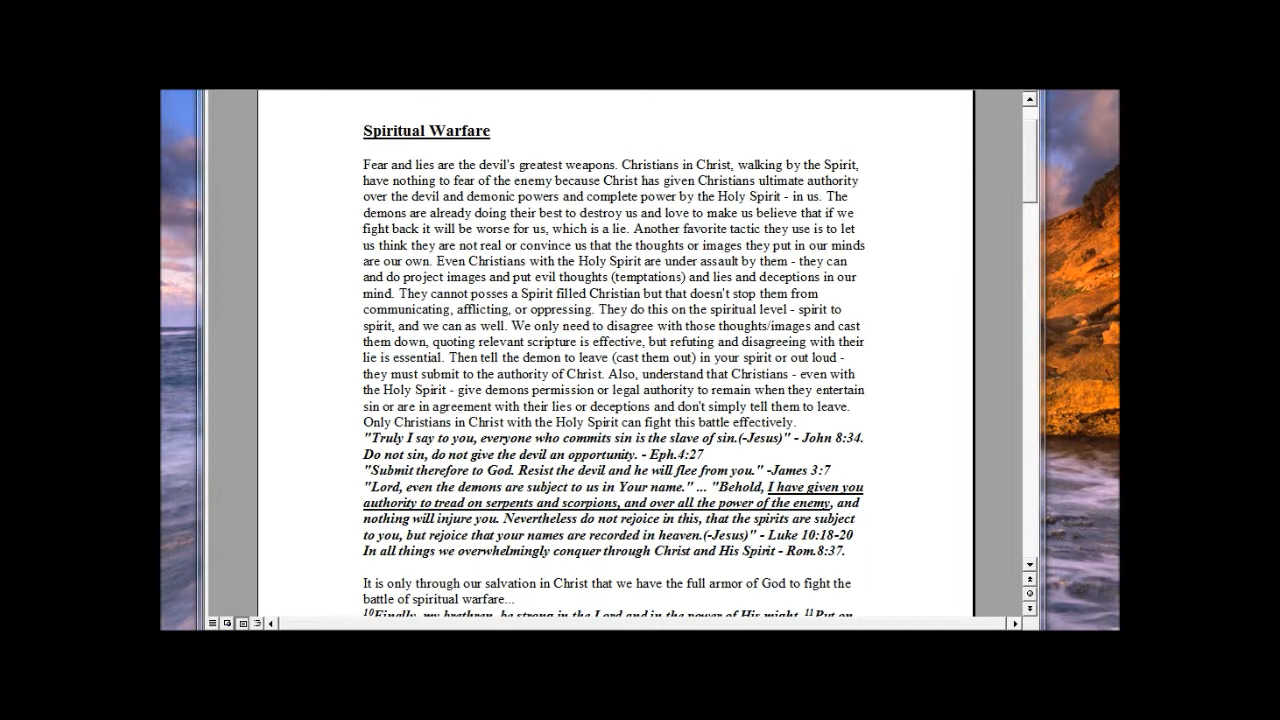 Spiritual Warfare
Fear and lies are the devil's greatest weapons. Christians in Christ, walking by the Spirit,
have nothing to fear of the enemy because Christ has given Christians ultimate authority
over the devil and demonic powers and complete power by the Holy Spirit - in us. The
demons are already doing their best to destroy us and love to make us believe that if we
fight back it will be worse for us, which is a lie. Another favorite tactic they use is to let
us think they are not real or convince us that the thoughts or images they put in our minds
are our own. Even Christians with the Holy Spirit are under assault by them - they can
and do project images and put evil thoughts (temptations) and lies and deceptions in our
mind. They cannot posses a Spirit filled Christian but that doesn't stop them from
communicating, afflicting, or oppressing. They do this on the spiritual level - spirit to
spirit, and we can as well. We only need to disagree with those thoughts/images and cast
them down, quoting relevant scripture is effective, but refuting and disagreeing with their
lie is essential. Then tell the demon to leave (cast them out) in your spirit or out loud -
they must submit to the authority of Christ. Also, understand that Christians - even with
the Holy Spirit - give demons permission or legal authority to remain when they entertain
sin or are in agreement with their lies or deceptions and don't simply tell them to leave.
Only Christians in Christ with the Holy Spirit can fight this battle effectively.
"Truly I say to you, everyone who commits sin is the slave of sin.(-Jesus)" - John 8:34.
Do not sin, do not give the devil an opportunity. - Eph.4:27
"Submit therefore to God. Resist the devil and he will flee from you." -James 3:7
"Lord, even the demons are subject to us in Your name." ... "Behold, I have given you
authority to tread on serpents and scorpions, and over all the power of the enemy, and
nothing will injure you. Nevertheless do not rejoice in this, that the spirits are subject
to you, but rejoice that your names are recorded in heaven.(-Jesus)" - Luke 10:18-20
In all things we overwhelmingly conquer through Christ and His Spirit - Rom.8:37.
It is only through our salvation in Christ that we have the full armor of God to fight the
battle of spiritual warfare...
10Finally, my brethren, be strong in the Lord and in the power of His might. 11Put on